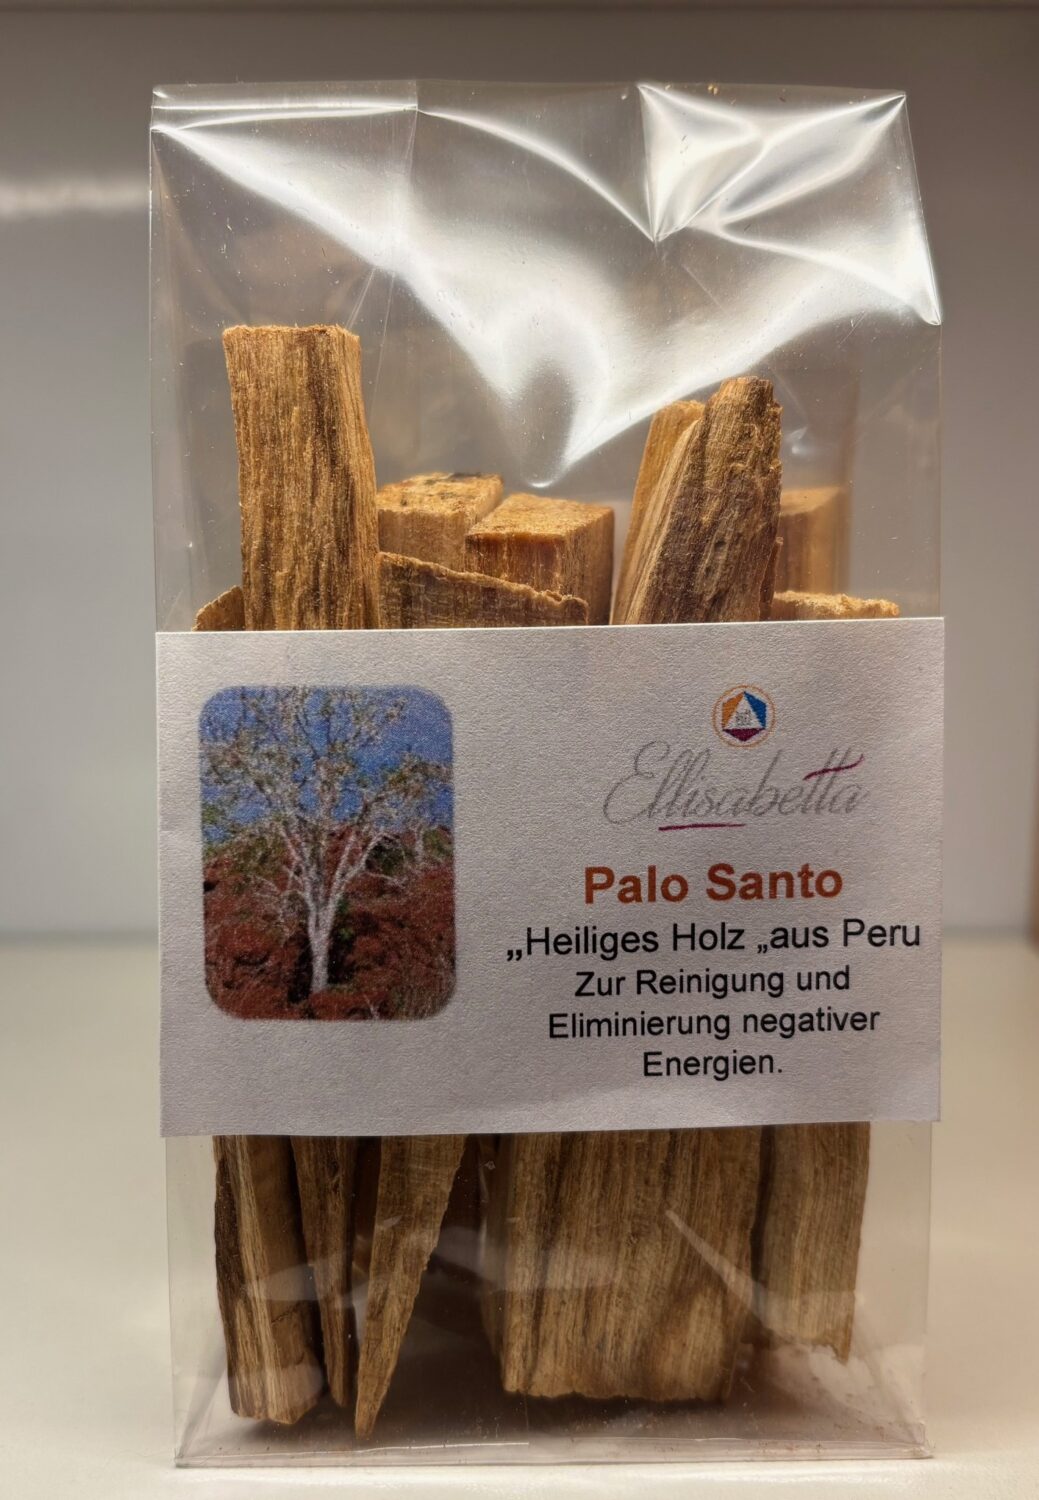 Ellisabetta
Palo Santo
„Heiliges Holz „aus Peru
Zur Reinigung und
Eliminierung negativer
Energien.